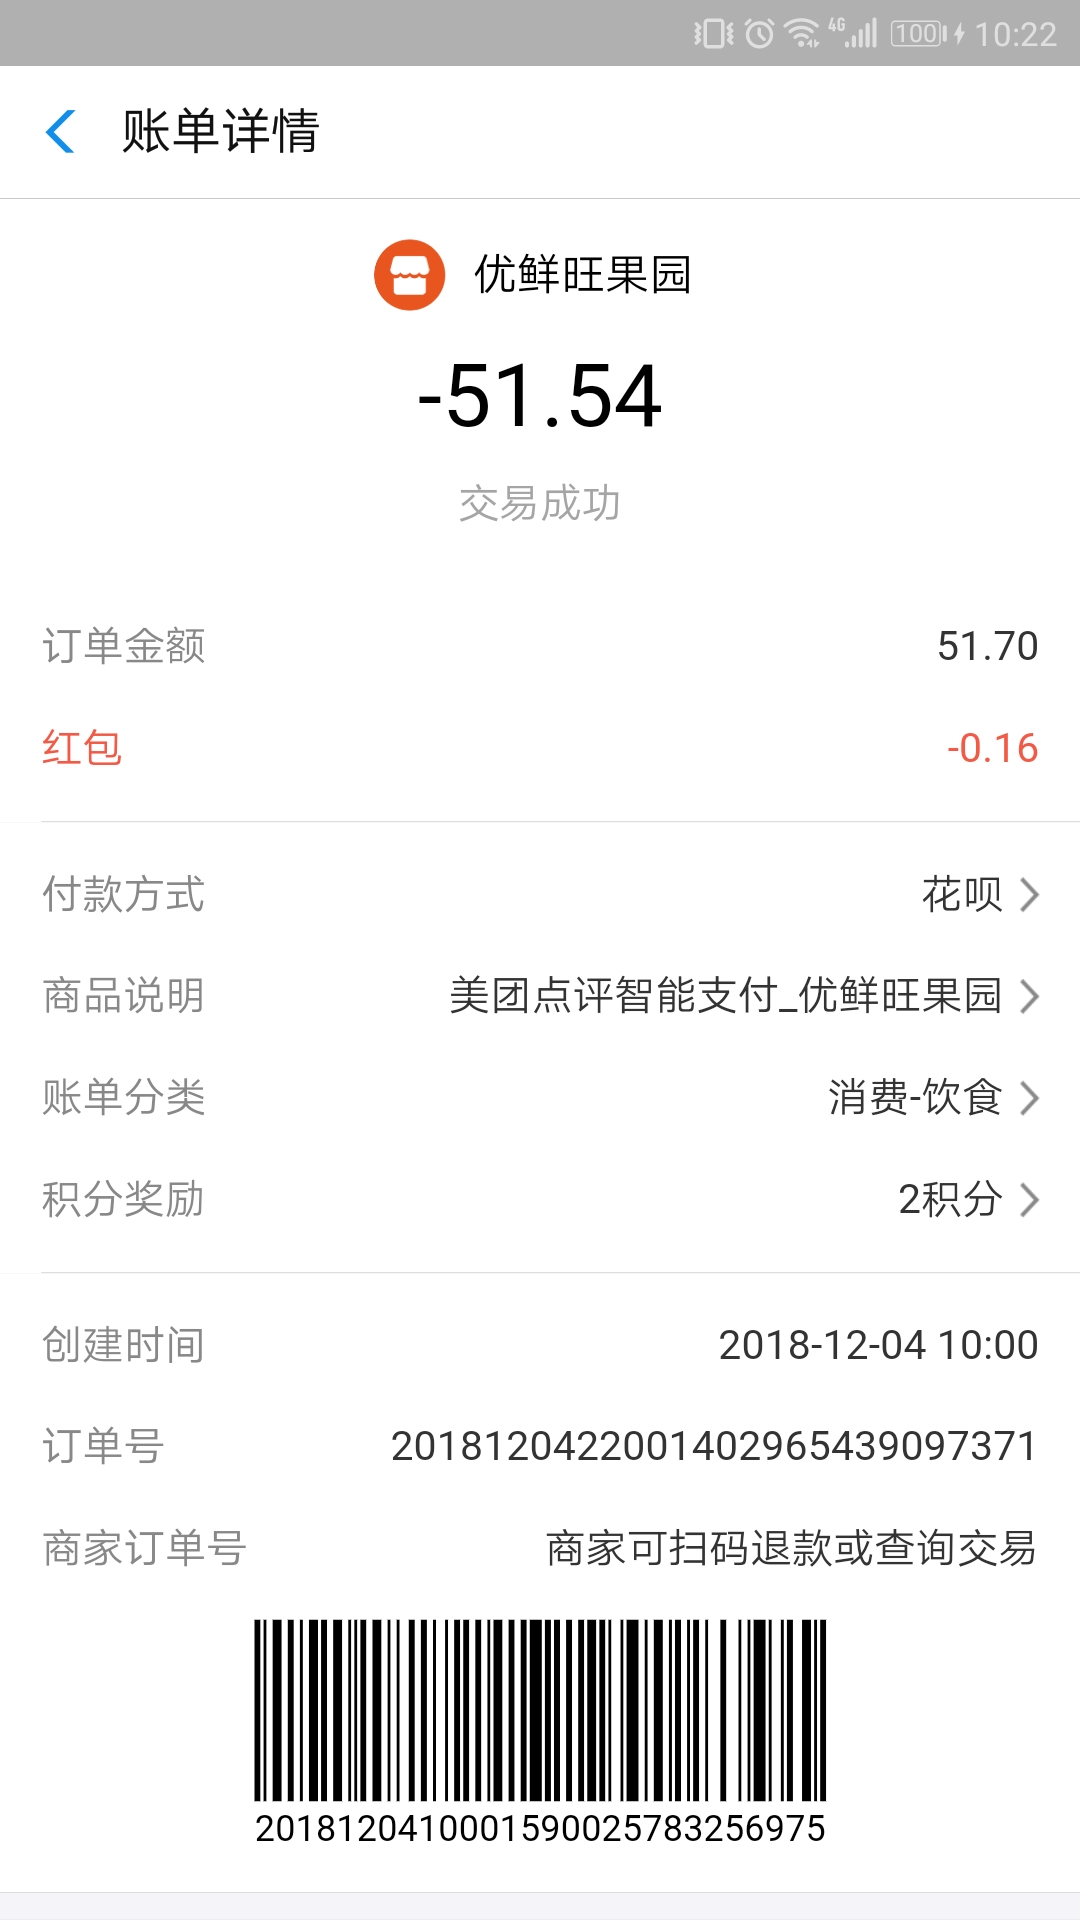 4G 100 10:22
账单详情
优鲜旺果园
-51.54
交易成功
订单金额 51.70
红包 -0.16
付款方式 花呗
商品说明 美团点评智能支付_优鲜旺果园
账单分类 消费-饮食
积分奖励 2积分
创建时间 2018-12-04 10:00
订单号 2018120422001402965439097371
商家订单号 商家可扫码退款或查询交易
2018120410001590025783256975